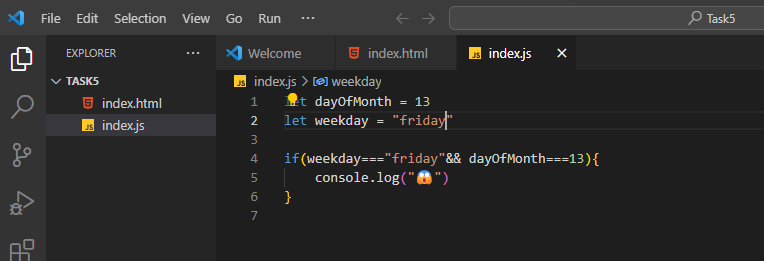 File Edit Selection View Go Run ··· ← → Task5
EXPLORER ··· Welcome index.html index.js ×
TASK5
index.html
index.js
index.js > weekday
1 let dayOfMonth = 13
2 let weekday = "friday"
3
4 if(weekday==="friday"&& dayOfMonth===13){
5 console.log("😱")
6 }
7